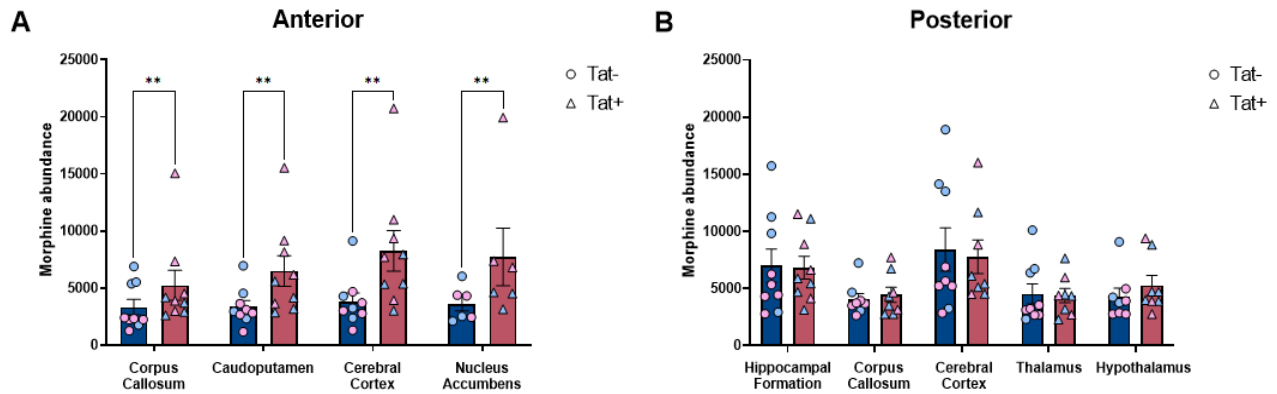 A
Anterior
Morphine abundance
25000
20000
15000
10000
5000
0
**
**
**
**
Tat-
Tat+
Corpus
Callosum
Caudoputamen
Cerebral
Cortex
Nucleus
Accumbens
B
Posterior
Morphine abundance
25000
20000
15000
10000
5000
0
Tat-
Tat+
Hippocampal
Formation
Corpus
Callosum
Cerebral
Cortex
Thalamus
Hypothalamus